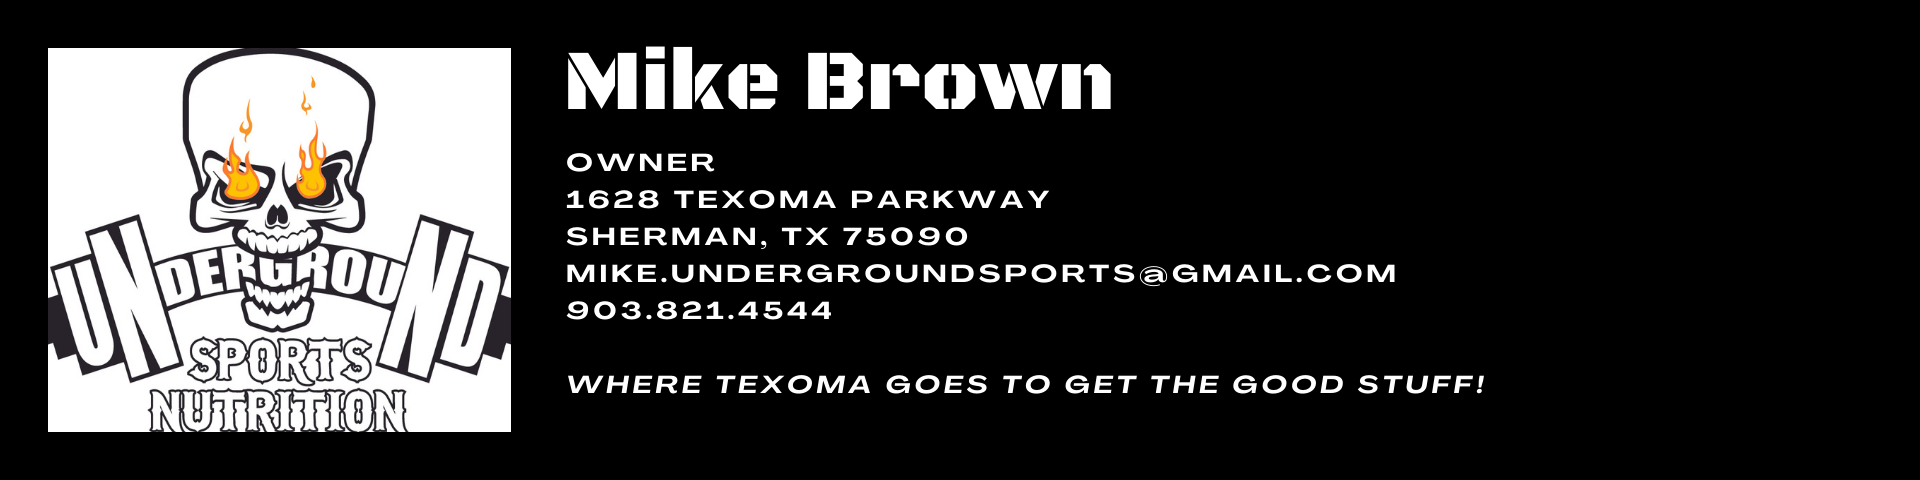 UNDERGROUND
SPORTS
NUTRITION
Mike Brown
OWNER
1628 TEXOMA PARKWAY
SHERMAN, TX 75090
MIKE.UNDERGROUNDSPORTS@GMAIL.COM
903.821.4544
WHERE TEXOMA GOES TO GET THE GOOD STUFF!